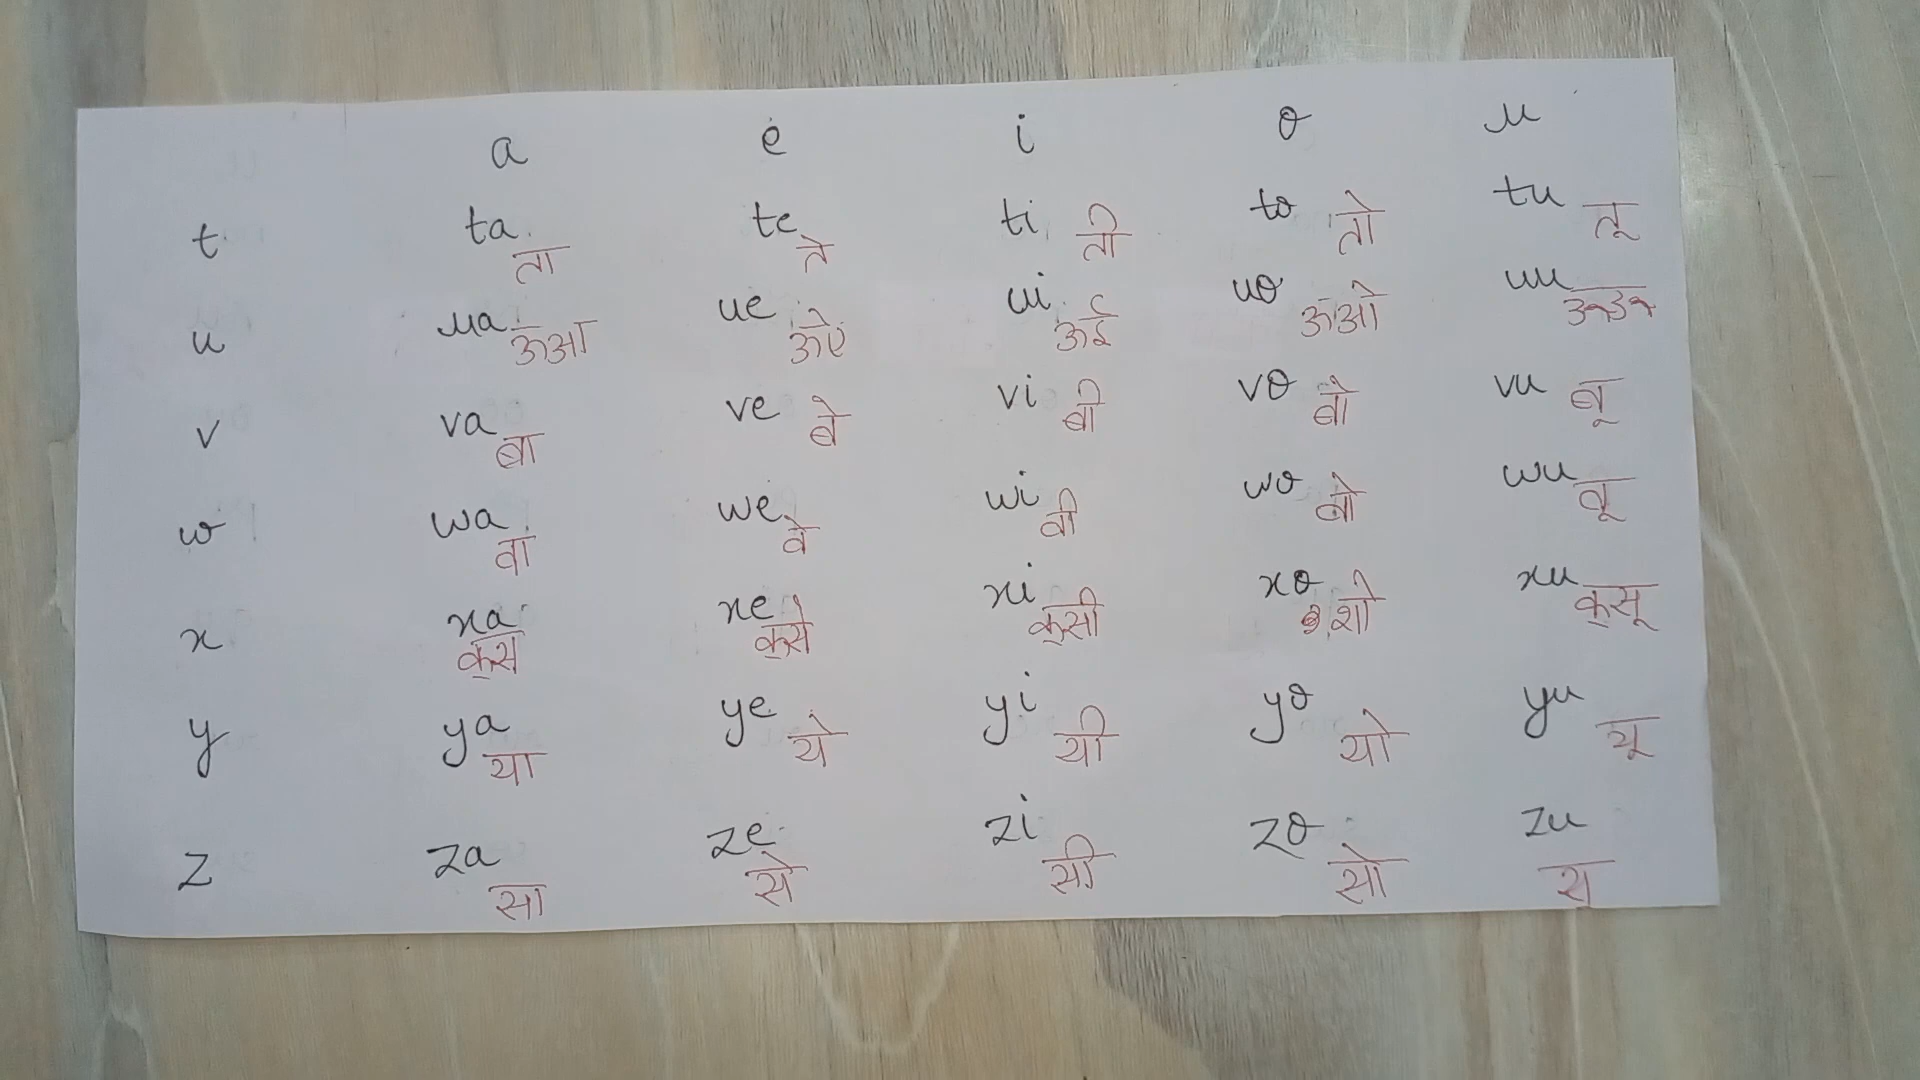 a e i o u
t ta ता te ते ti ती to तो tu तू
u ua ऊआ ue ऊऐ ui ऊई uo ऊओ uu ऊऊ
v va बा ve बे vi बी vo बो vu बू
w wa वा we वे wi वी wo वो wu वू
x xa क्स xe क्से xi क्सी xo शो xu क्सू
y ya या ye ये yi यी yo यो yu यू
z za सा ze से zi सी zo सो zu सु